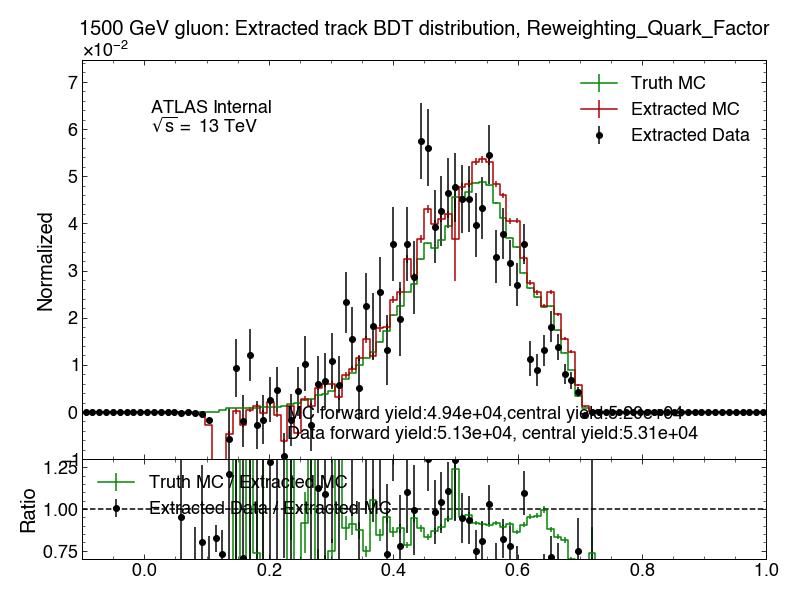 1500 GeV gluon: Extracted track BDT distribution, Reweighting_Quark_Factor
×10⁻²
7
6
5
4
3
2
1
0
Normalized
ATLAS Internal
√s = 13 TeV
Truth MC
Extracted MC
Extracted Data
MC forward yield:4.94e+04,central
Data forward yield:5.13e+04, central yield:5.31e+04
1.25
1.00
0.75
Ratio
Truth MC / Extracted MC
Extracted Data / Extracted MC
0.0 0.2 0.4 0.6 0.8 1.0